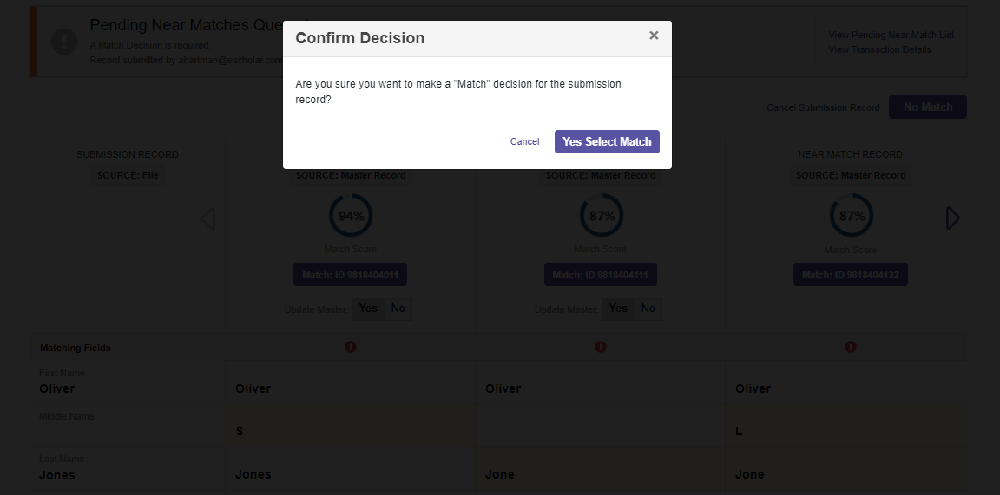 Pending Near Matches Que
A Match Decision is required.
Record submitted by ahadman@escholar.com
View Pending Near Match List
View Transaction Details
Confirm Decision
×
Are you sure you want to make a "Match" decision for the submission
record?
Cancel
Yes Select Match
Cancel Submission Record
No Match
SUBMISSION RECORD
NEAR MATCH RECORD
SOURCE: File
SOURCE: Master Record
SOURCE: Master Record
SOURCE: Master Record
94%
87%
87%
Match Score
Match Score
Match Score
Match: ID 9818404011
Match: ID 9818404111
Match: ID 9818404122
Update Master: Yes No
Update Master: Yes No
Matching Fields
First Name
Oliver
Oliver
Oliver
Oliver
Middle Name
S
L
Last Name
Jones
Jones
Jone
Jone